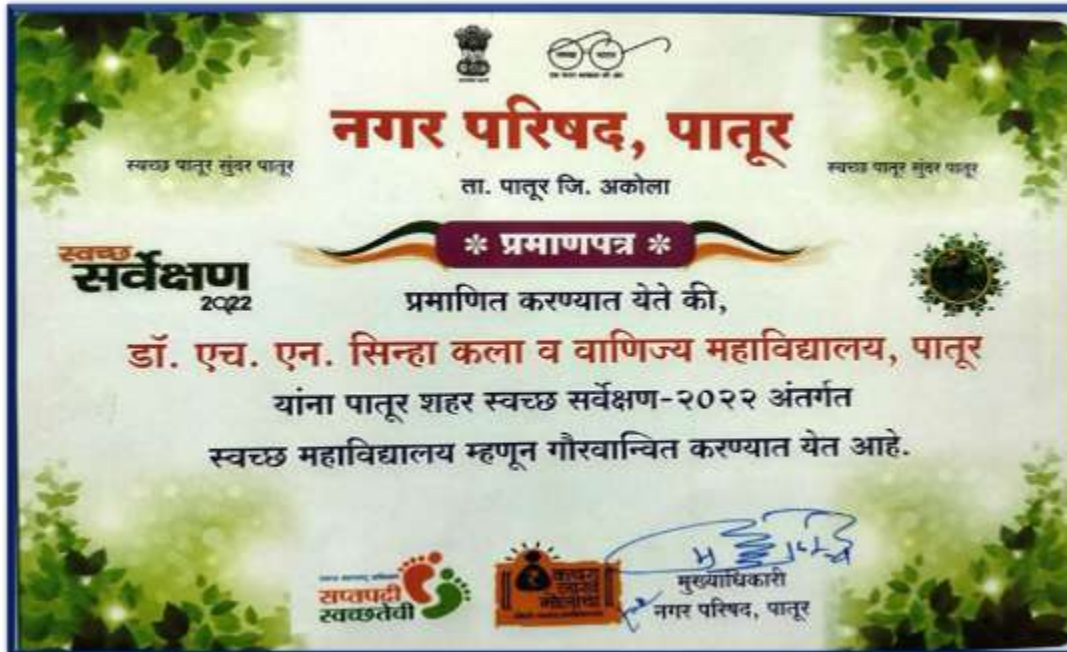 नगर परिषद, पातूर
स्वच्छ पातूर सुंदर पातूर
स्वच्छ पातूर सुंदर पातूर
ता. पातूर जि. अकोला
* प्रमाणपत्र *
स्वच्छ
सर्वेक्षण
2022
प्रमाणित करण्यात येते की,
डॉ. एच. एन. सिन्हा कला व वाणिज्य महाविद्यालय, पातूर
यांना पातूर शहर स्वच्छ सर्वेक्षण-२०२२ अंतर्गत
स्वच्छ महाविद्यालय म्हणून गौरवान्वित करण्यात येत आहे.
सप्तपदी
स्वच्छतेची
मुख्याधिकारी
नगर परिषद, पातूर